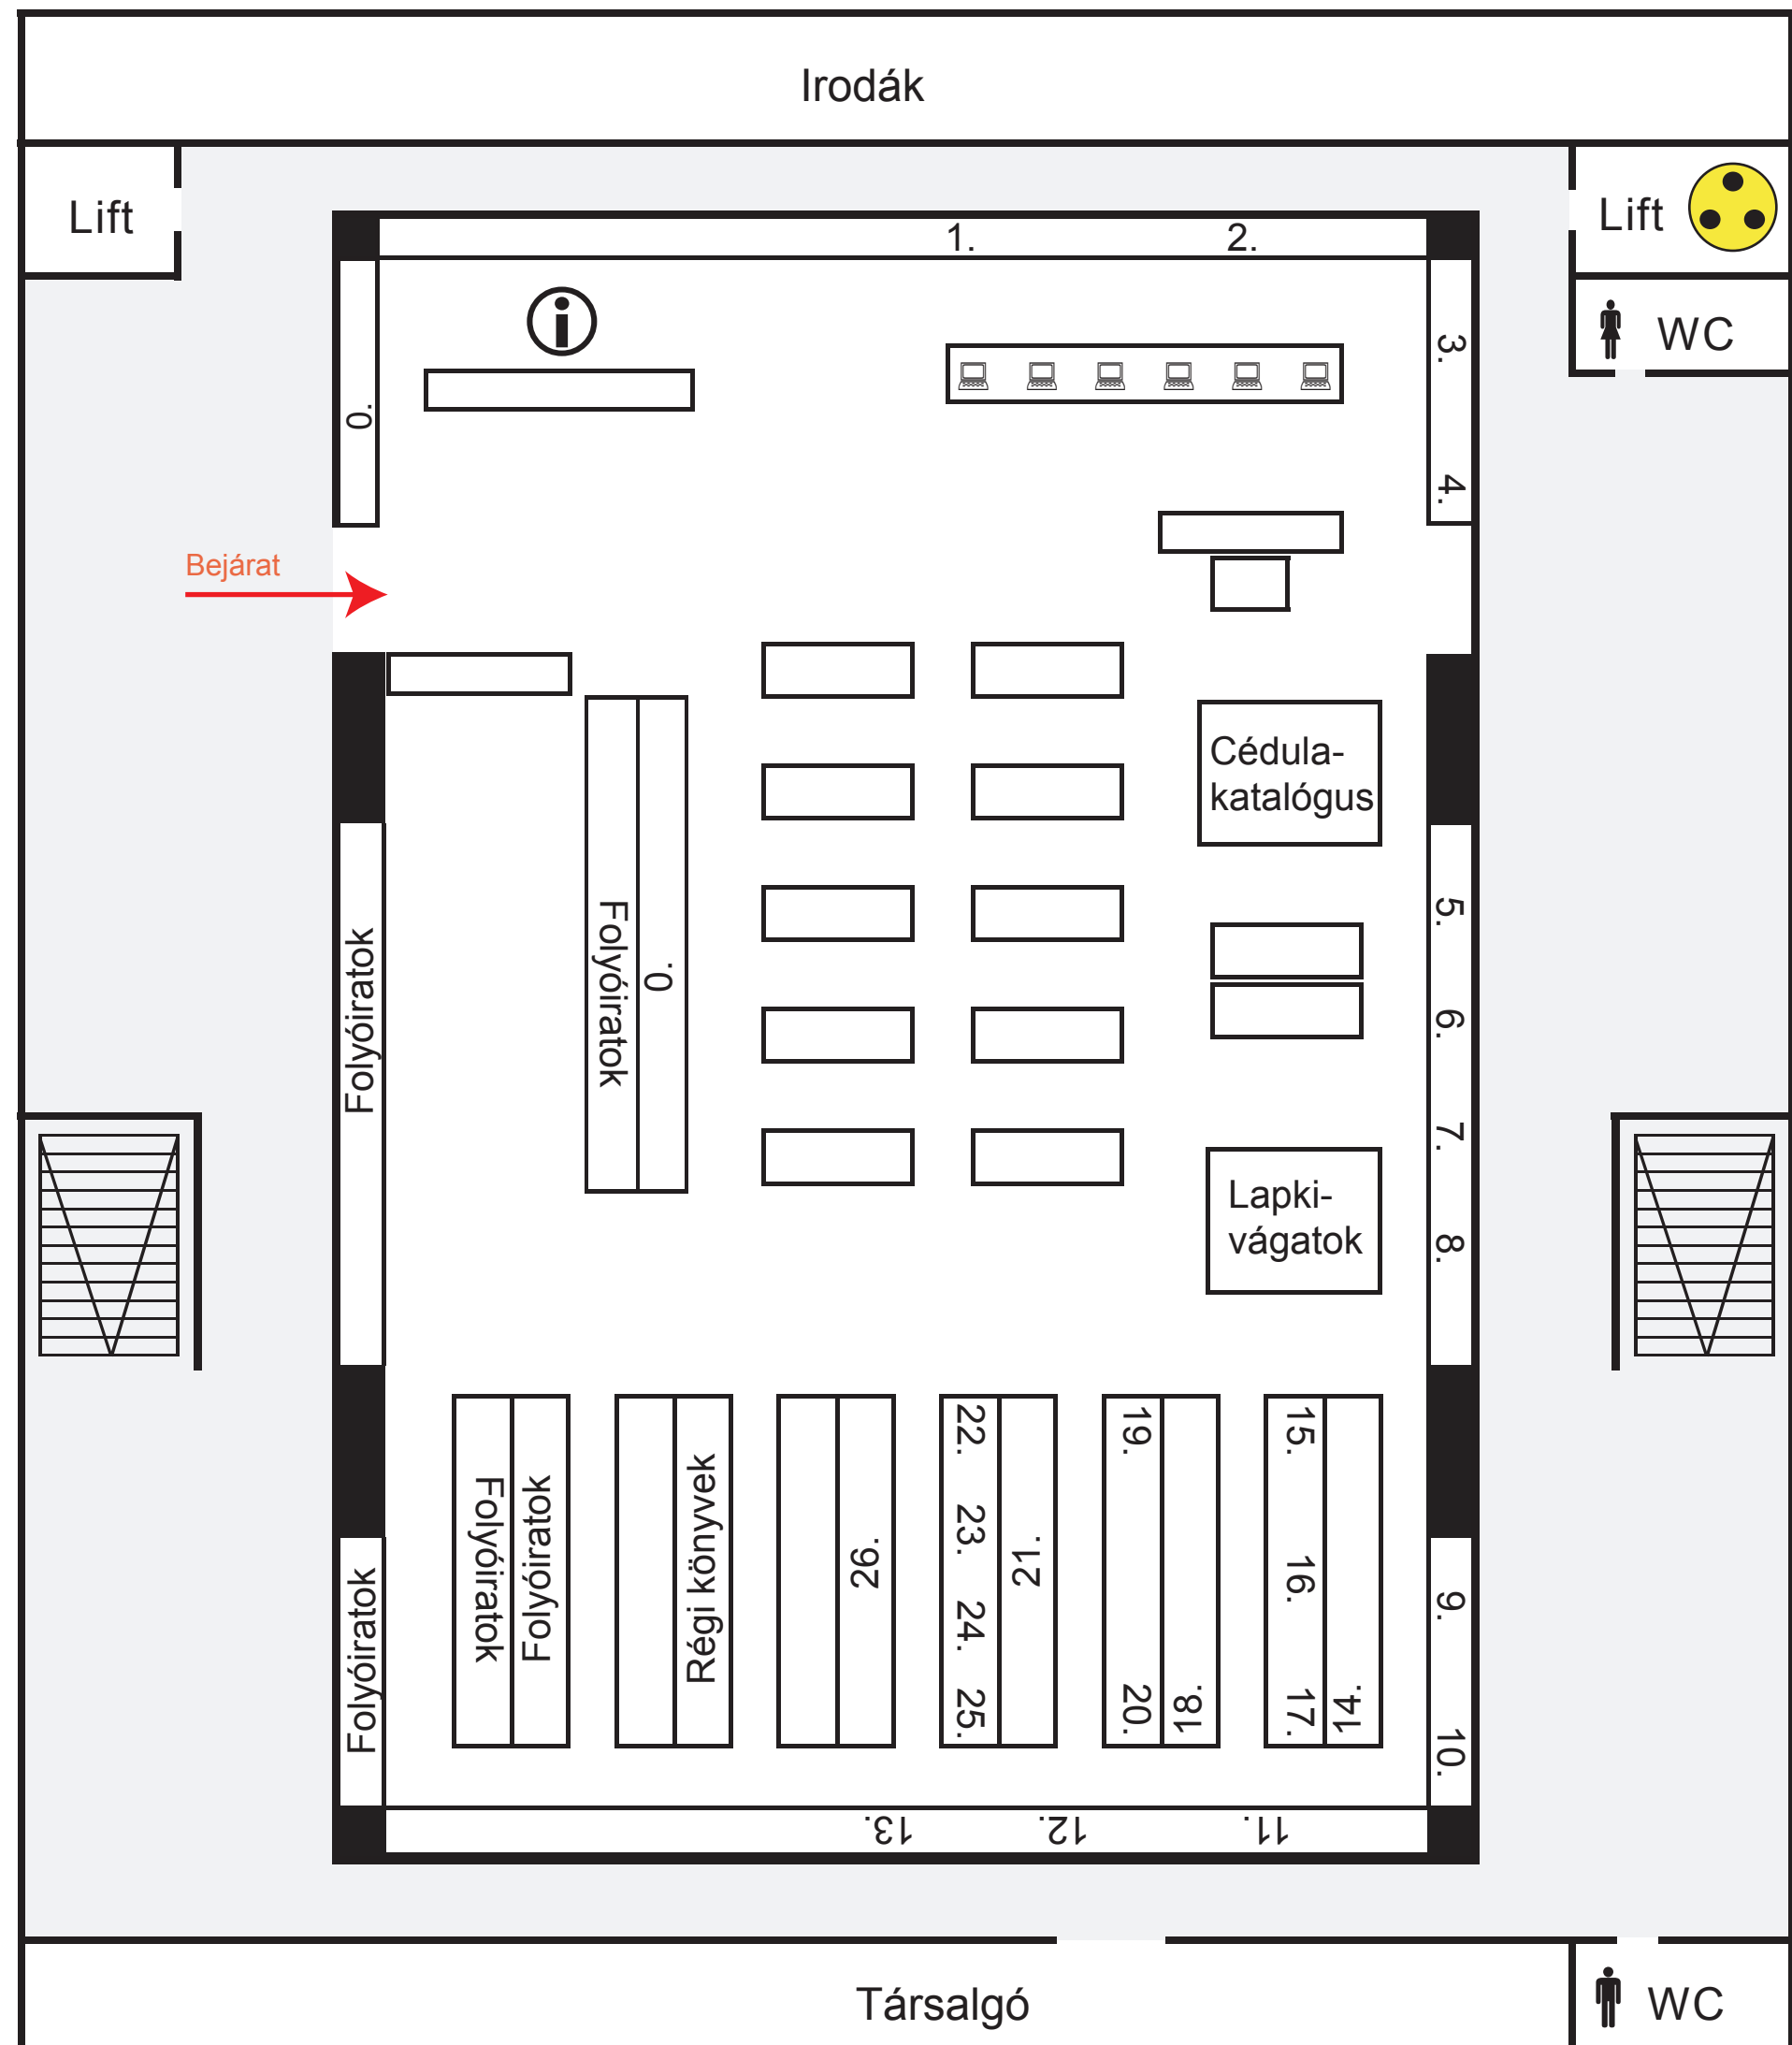 Irodák
Lift
Lift
1.
2.
WC
3.
0.
4.
Bejárat
Cédula-
katalógus
Folyóiratok
Folyóiratok
0.
5.
6.
7.
8.
Lapki-
vágatok
Folyóiratok
Folyóiratok
Folyóiratok
Régi könyvek
26.
22.
23.
24.
25.
21.
19.
20.
18.
15.
16.
17.
14.
9.
10.
13.
12.
11.
Társalgó
WC